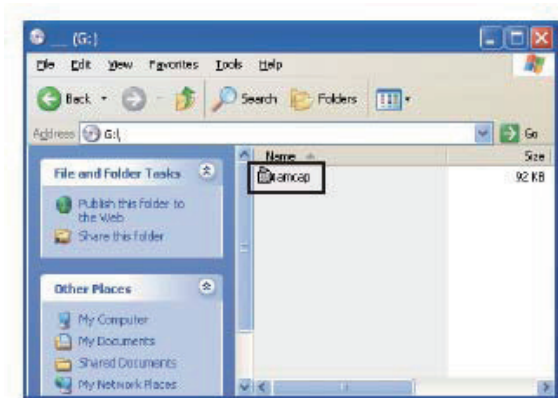 __ (G:)
File Edit View Favorites Tools Help
Back Search Folders
Address G:\ Go
Name Size
amcap 92 KB
File and Folder Tasks
Publish this folder to
the Web
Share this folder
Other Places
My Computer
My Documents
Shared Documents
My Network Places